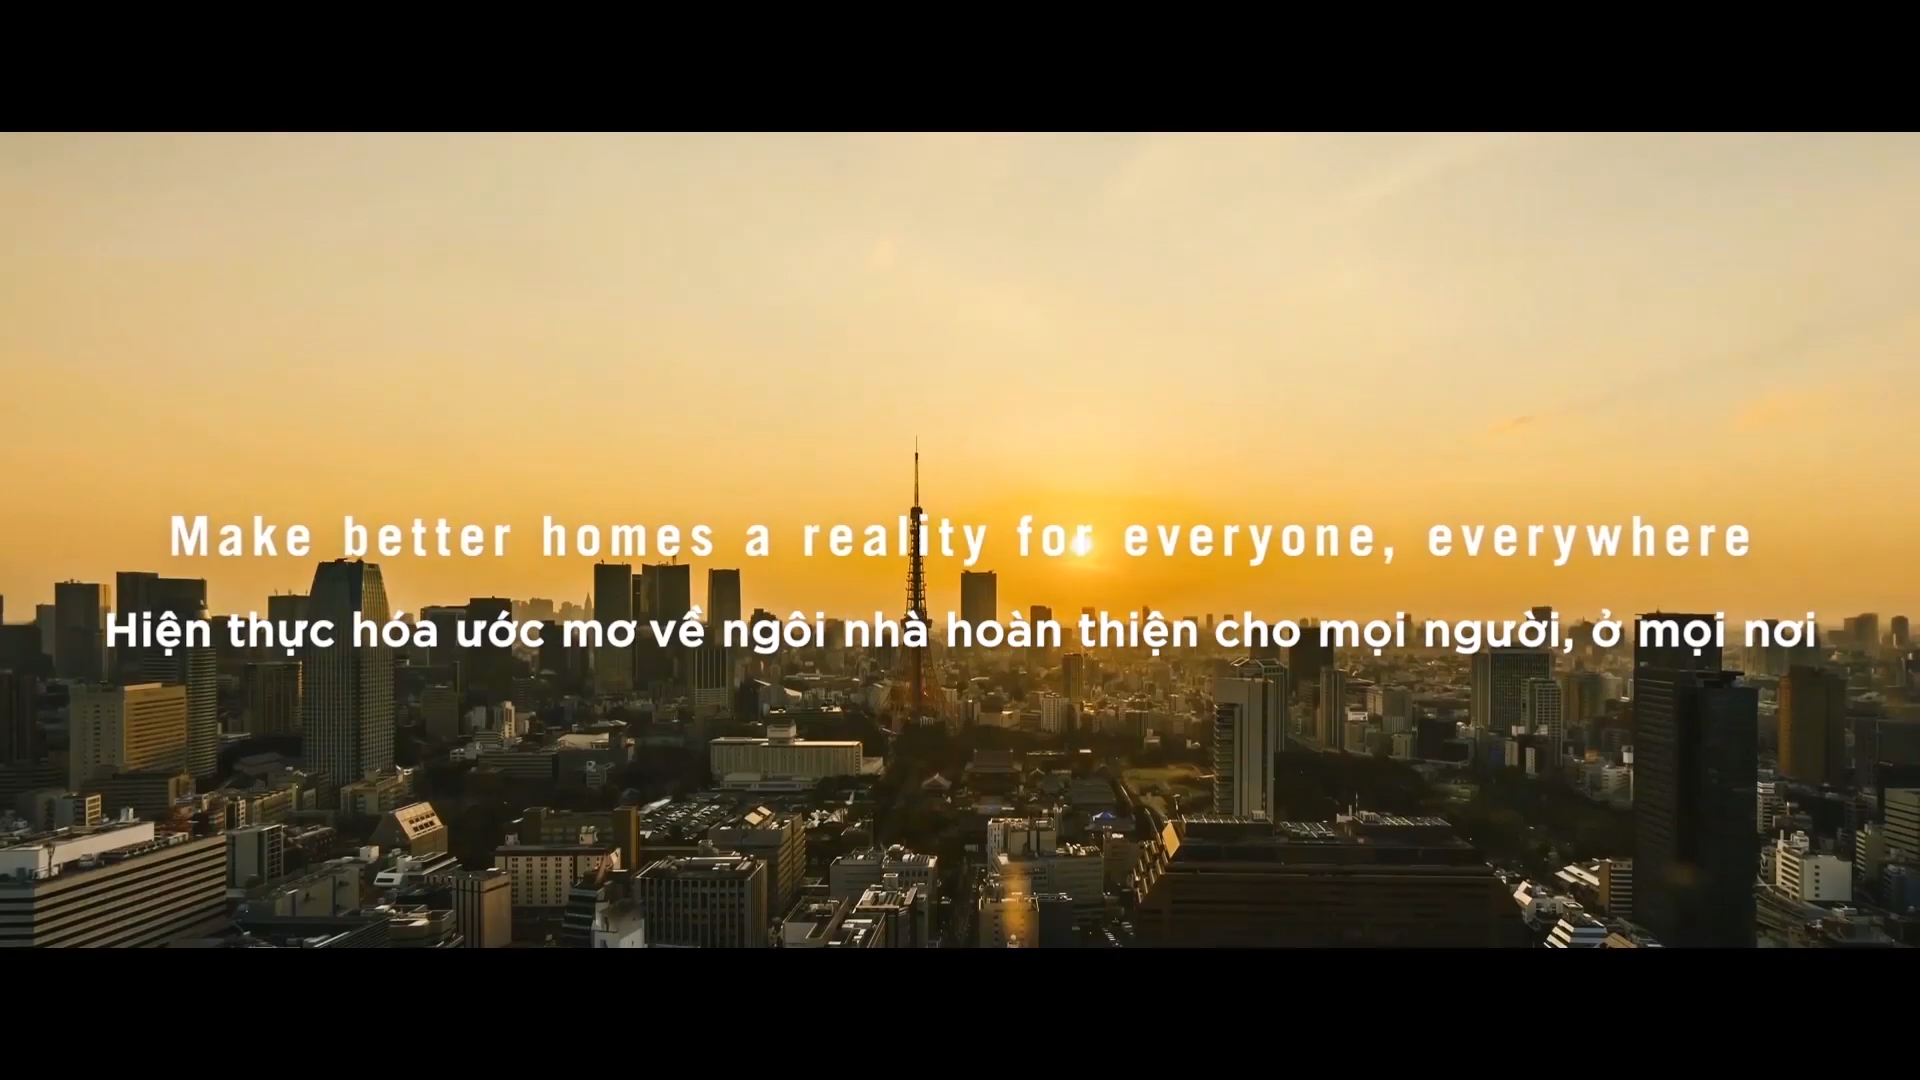 Make better homes a reality for everyone, everywhere
Hiện thực hóa ước mơ về ngôi nhà hoàn thiện cho mọi người, ở mọi nơi